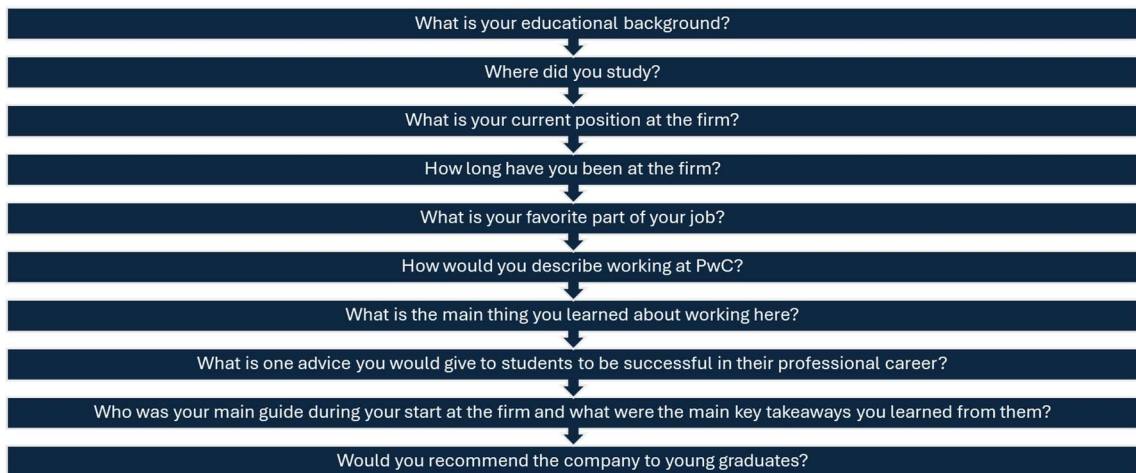 What is your educational background?
Where did you study?
What is your current position at the firm?
How long have you been at the firm?
What is your favorite part of your job?
How would you describe working at PwC?
What is the main thing you learned about working here?
What is one advice you would give to students to be successful in their professional career?
Who was your main guide during your start at the firm and what were the main key takeaways you learned from them?
Would you recommend the company to young graduates?